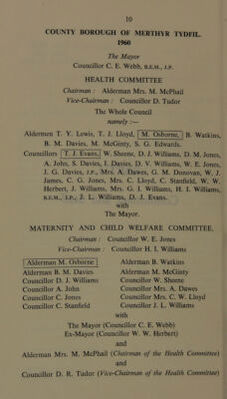 10
COUNTY BOROUGH OF MERTHYR TYDFIL.
1960
The Mayor
Councillor C. E. Webb, B.E.M., J.P.
HEALTH COMMITTEE
Chairman : Alderman Mrs. M. McPhail
Vice-Chairman : Councillor D. Tudor
The Whole Council
namely :—
Aldermen T. Y. Lewis, T. J. Lloyd, M. Osborne, B. Watkins,
B. M. Davies, M. McGinty, S. G. Edwards.
Councillors T. J. Evans, W. Sheene, D. J. Williams, D. M. Jones,
A. John, S. Davies, I. Davies, D. V. Williams, W. E. Jones,
J. G. Davies, J.P., Mrs. A. Dawes, G. M. Donovan, W. J.
James, C. G. Jones, Mrs. C. Lloyd, C. Stanfield, W. W.
Herbert, J. Williams, Mrs. G. I. Williams, H. I. Williams,
B.E.M., J.P., J. L. Williams, D. J. Evans.
with
The Mayor.
MATERNITY AND CHILD WELFARE COMMITTEE.
Chairman : Councillor W. E. Jones
Vice-Chairman : Councillor H. I. Williams
Alderman M. Osborne Alderman B. Watkins
Alderman B. M. Davies Alderman M. McGinty
Councillor D. J. Williams Councillor W. Sheene
Councillor A. John Councillor Mrs. A. Dawes
Councillor C. Jones Councillor Mrs. C. W. Lloyd
Councillor C. Stanfield Councillor J. L. Williams
with
The Mayor (Councillor C. E. Webb)
Ex-Mayor (Councillor W. W. Herbert)
and
Alderman Mrs. M. McPhail (Chairman of the Health Committee)
and
Councillor D. R. Tudor (Vice-Chairman of the Health Committee)